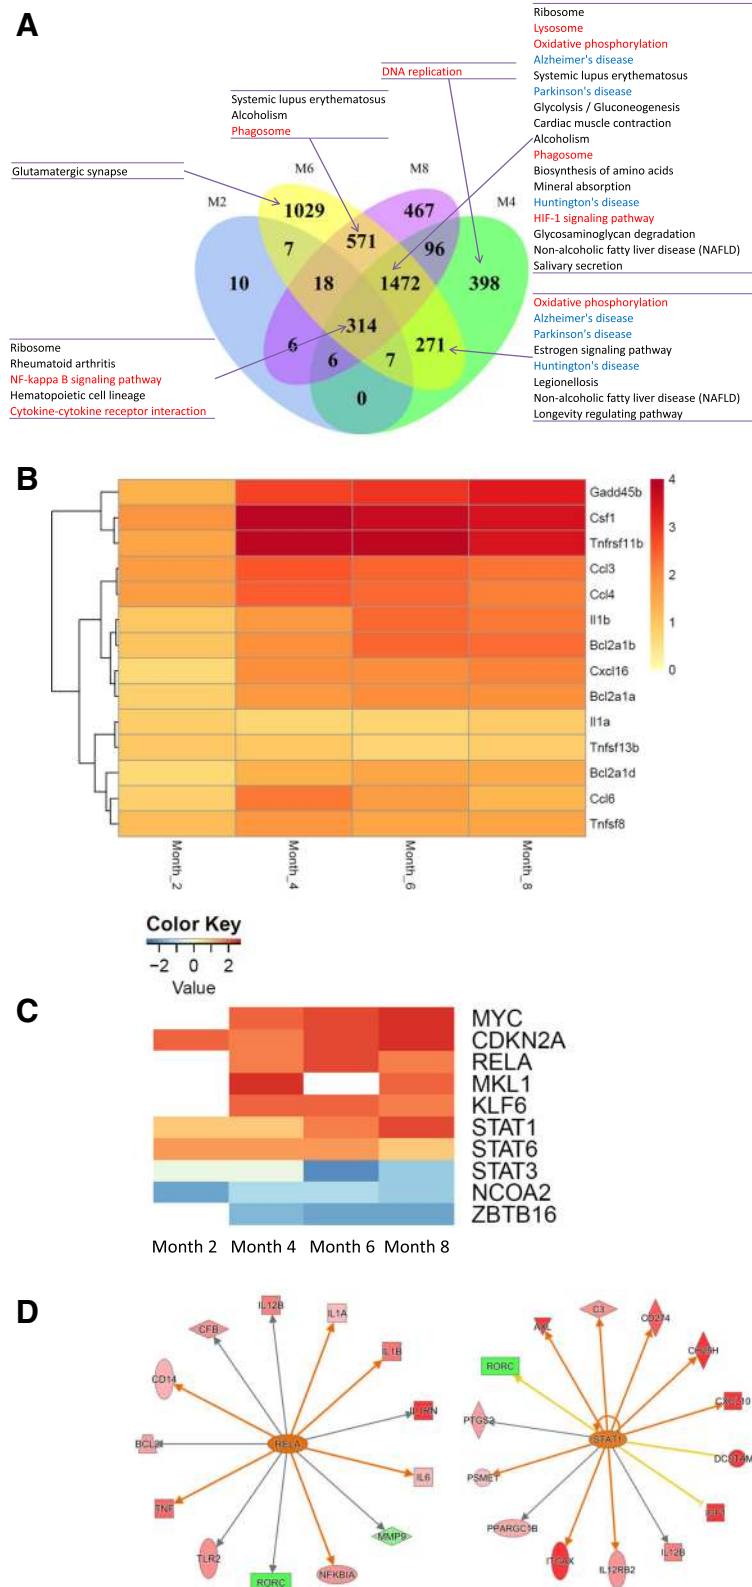 A
Ribosome
Lysosome
Oxidative phosphorylation
Alzheimer's disease
Systemic lupus erythematosus
Parkinson's disease
Glycolysis / Gluconeogenesis
Cardiac muscle contraction
Alcoholism
Phagosome
Biosynthesis of amino acids
Mineral absorption
Huntington's disease
HIF-1 signaling pathway
Glycosaminoglycan degradation
Non-alcoholic fatty liver disease (NAFLD)
Salivary secretion
DNA replication
Systemic lupus erythematosus
Alcoholism
Phagosome
Glutamatergic synapse
M6
M8
M2
M4
1029
467
7
571
96
10
18
1472
398
314
6
6
7
271
0
Oxidative phosphorylation
Alzheimer's disease
Parkinson's disease
Estrogen signaling pathway
Huntington's disease
Legionellosis
Non-alcoholic fatty liver disease (NAFLD)
Longevity regulating pathway
Ribosome
Rheumatoid arthritis
NF-kappa B signaling pathway
Hematopoietic cell lineage
Cytokine-cytokine receptor interaction
B
Gadd45b
Csf1
Tnfrsf11b
Ccl3
Ccl4
Il1b
Bcl2a1b
Cxcl16
Bcl2a1a
Il1a
Tnfsf13b
Bcl2a1d
Ccl6
Tnfsf8
4
3
2
1
0
Month_2
Month_4
Month_6
Month_8
Color Key
−2 0 2
Value
C
MYC
CDKN2A
RELA
MKL1
KLF6
STAT1
STAT6
STAT3
NCOA2
ZBTB16
Month 2 Month 4 Month 6 Month 8
D
IL12B
IL1A
CFB
IL1B
CD14
IL1RN
RELA
IL6
TNF
MMP9
TLR2
NFKBIA
RORC
C3
CD274
AXL
CH25H
RORC
CXCL10
PTGS2
STAT1
PPARGC1B
IL12B
ITGAX
IL12RB2
IRF1